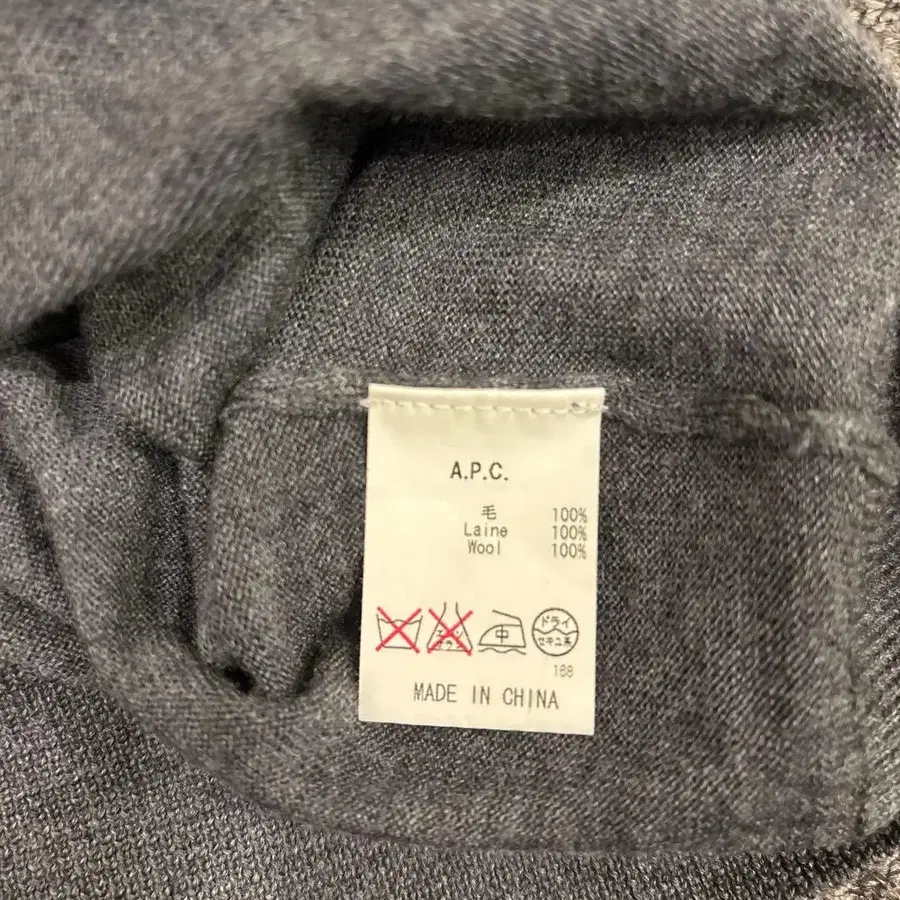 A.P.C.
毛 100%
Laine 100%
Wool 100%
中
ドライ
セキユ系
188
MADE IN CHINA